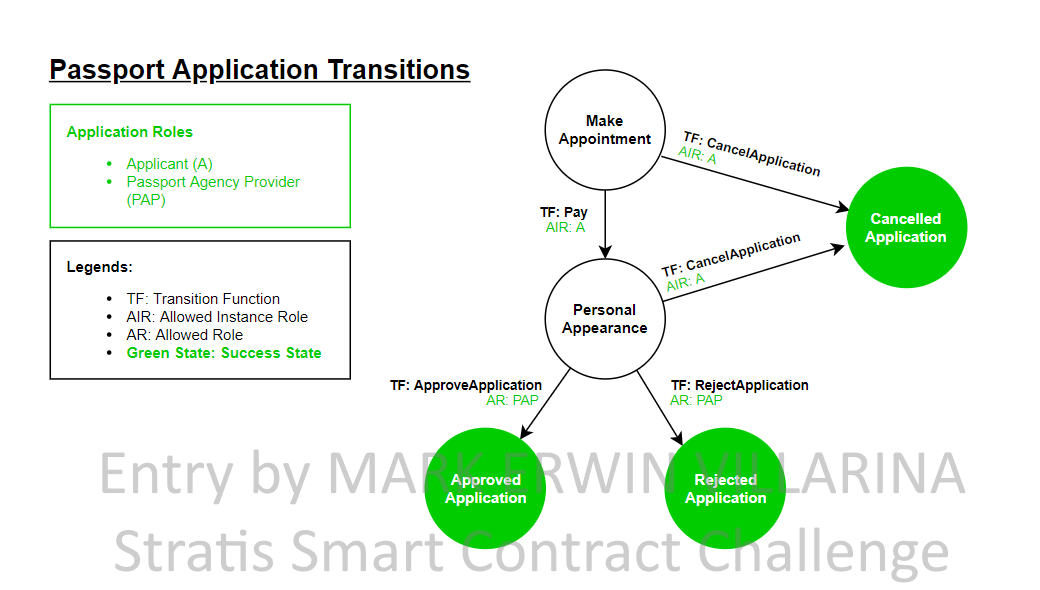 Passport Application Transitions
Application Roles
• Applicant (A)
• Passport Agency Provider
(PAP)
Legends:
• TF: Transition Function
• AIR: Allowed Instance Role
• AR: Allowed Role
• Green State: Success State
Make
Appointment
TF: CancelApplication
AIR: A
Cancelled
Application
TF: Pay
AIR: A
TF: CancelApplication
AIR: A
Personal
Appearance
TF: ApproveApplication
AR: PAP
TF: RejectApplication
AR: PAP
Approved
Application
Rejected
Application
Entry by MARK ERWIN VILLARINA
Stratis Smart Contract Challenge